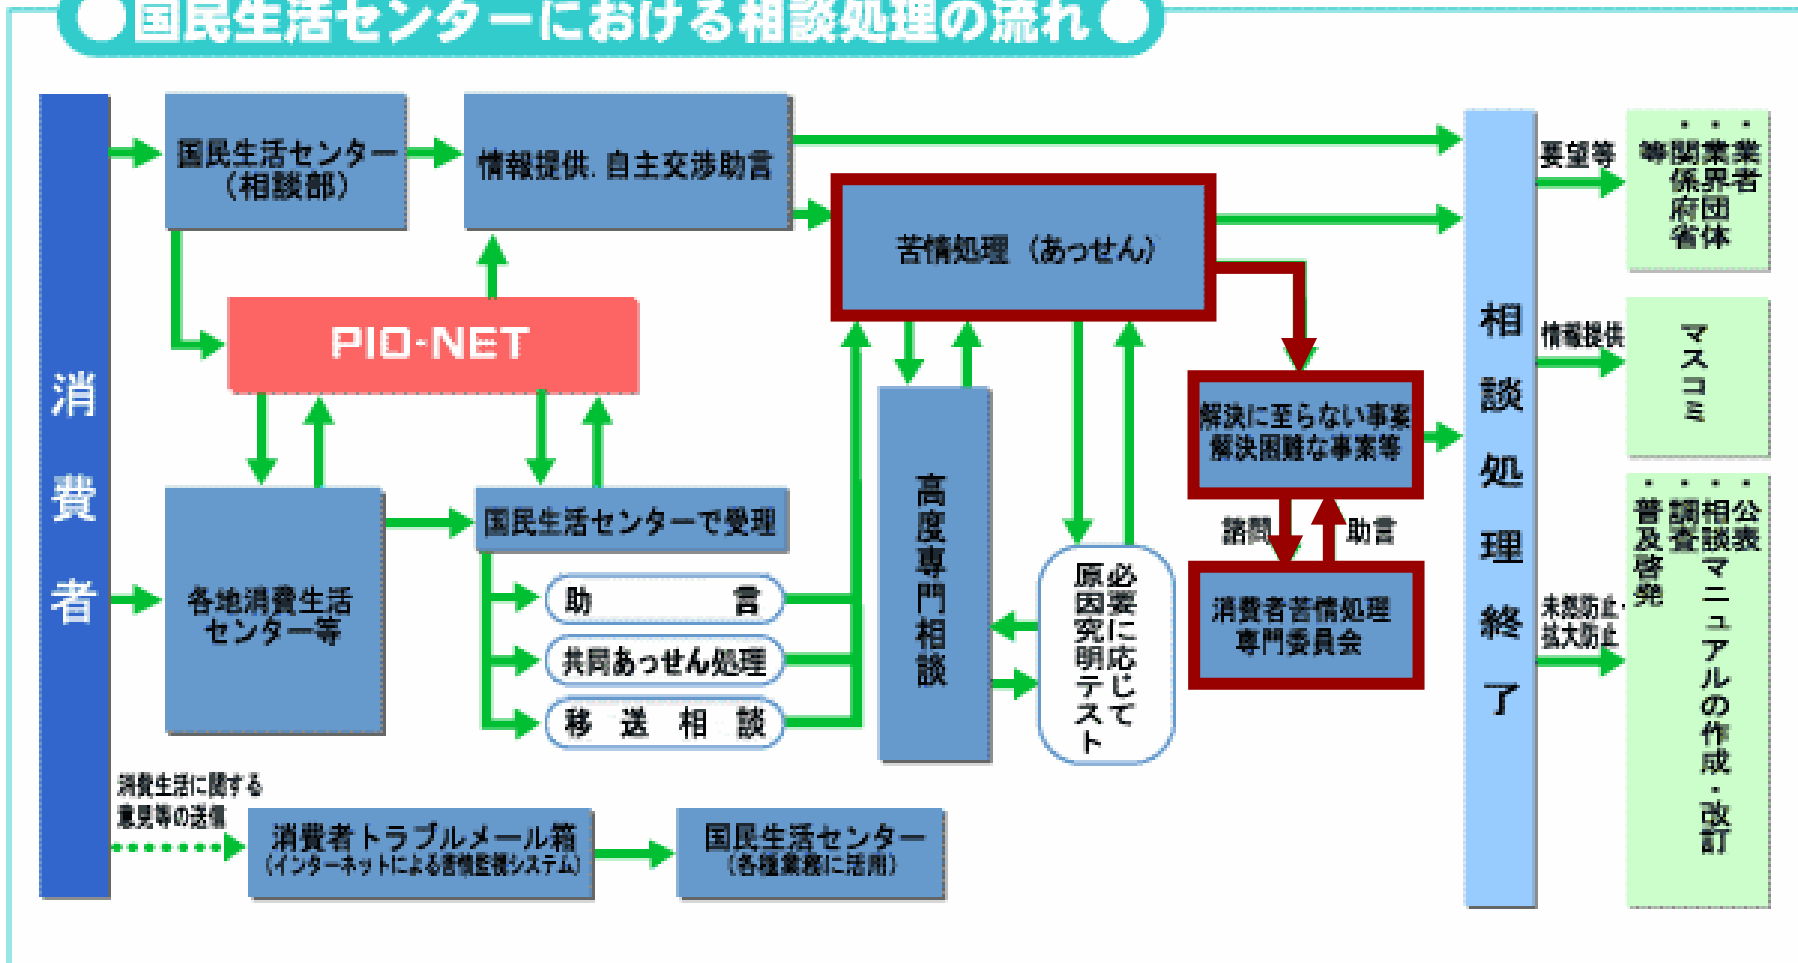 ●国民生活センターにおける相談処理の流れ●
消費者
国民生活センター
（相談部）
情報提供．自主交渉助言
PIO-NET
各地消費生活
センター等
国民生活センターで受理
助言
共同あっせん処理
移送相談
苦情処理（あっせん）
高度専門相談
必要に応じて
原因究明テスト
解決に至らない事案
解決困難な事案等
諮問
助言
消費者苦情処理
専門委員会
消費生活に関する
意見等の送信
消費者トラブルメール箱
（インターネットによる苦情監視システム）
国民生活センター
（各種業務に活用）
相談処理終了
要望等
・業者
・業界団体
・関係府省
等
情報提供
マスコミ
未然防止・
拡大防止
・公表
・相談マニュアルの作成・改訂
・調査
・普及啓発